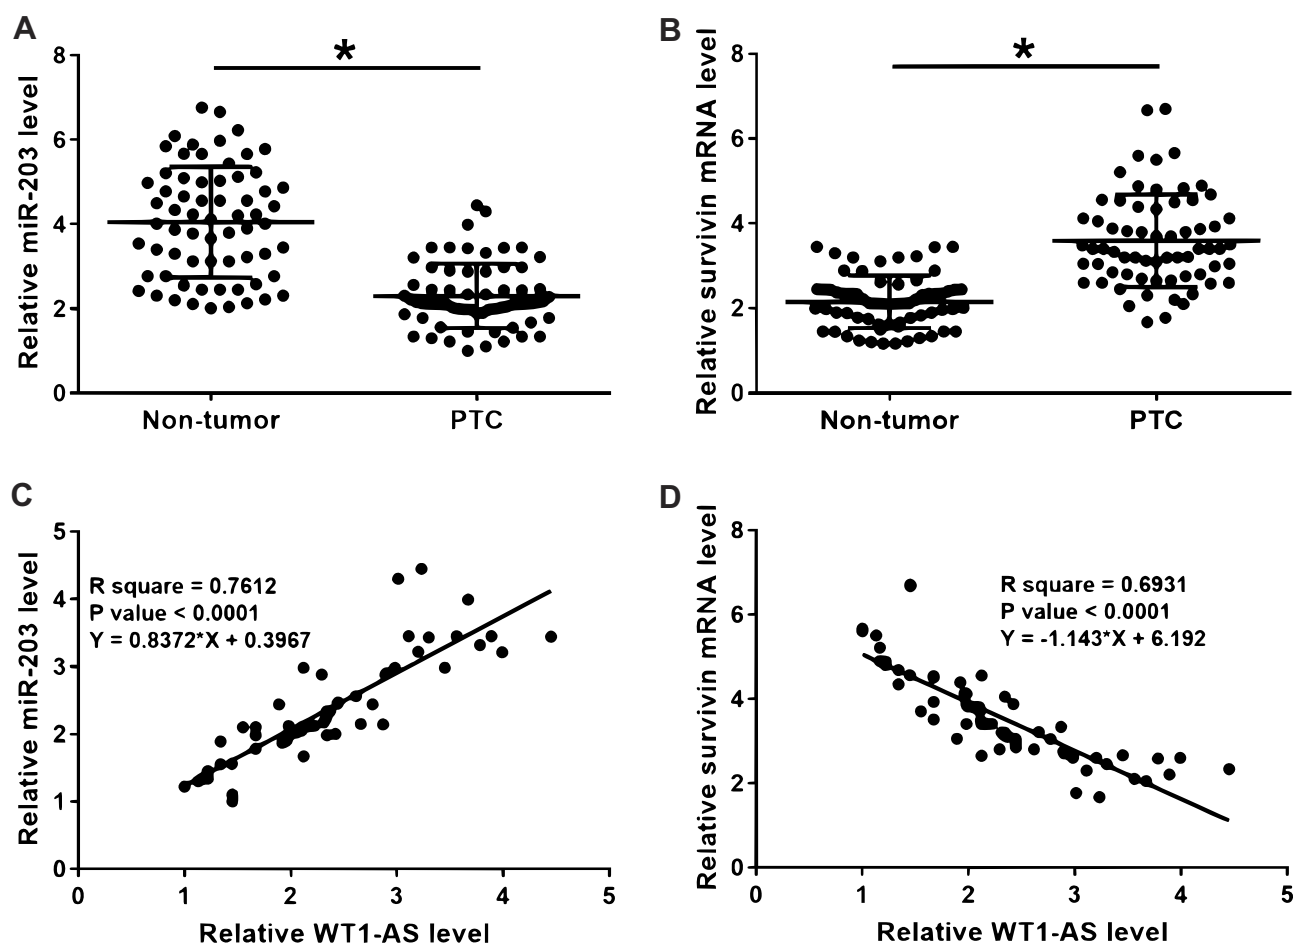 A
Relative miR-203 level
8
6
4
2
0
*
Non-tumor
PTC
B
Relative survivin mRNA level
8
6
4
2
0
*
Non-tumor
PTC
C
Relative miR-203 level
5
4
3
2
1
0
R square = 0.7612
P value < 0.0001
Y = 0.8372*X + 0.3967
0 1 2 3 4 5
Relative WT1-AS level
D
Relative survivin mRNA level
8
6
4
2
0
R square = 0.6931
P value < 0.0001
Y = -1.143*X + 6.192
0 1 2 3 4 5
Relative WT1-AS level